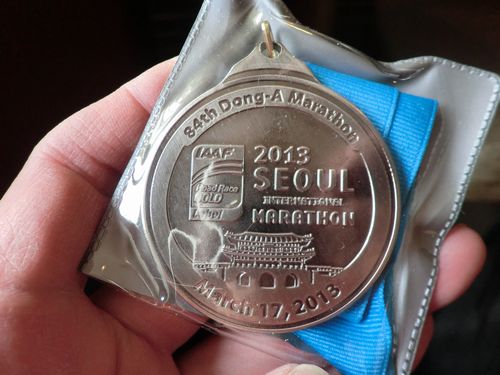 84th Dong-A Marathon
IAAF
Road Race
GOLD
Label
2013
SEOUL
INTERNATIONAL
MARATHON
March 17, 2013